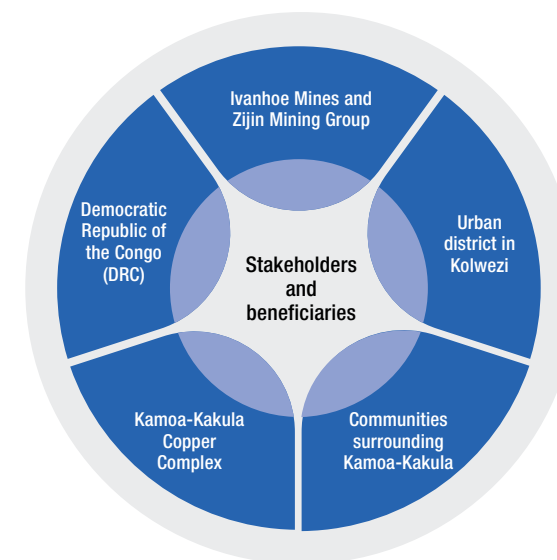 Ivanhoe Mines and
Zijin Mining Group
Democratic
Republic of
the Congo
(DRC)
Urban
district in
Kolwezi
Stakeholders
and
beneficiaries
Kamoa-Kakula
Copper
Complex
Communities
surrounding
Kamoa-Kakula